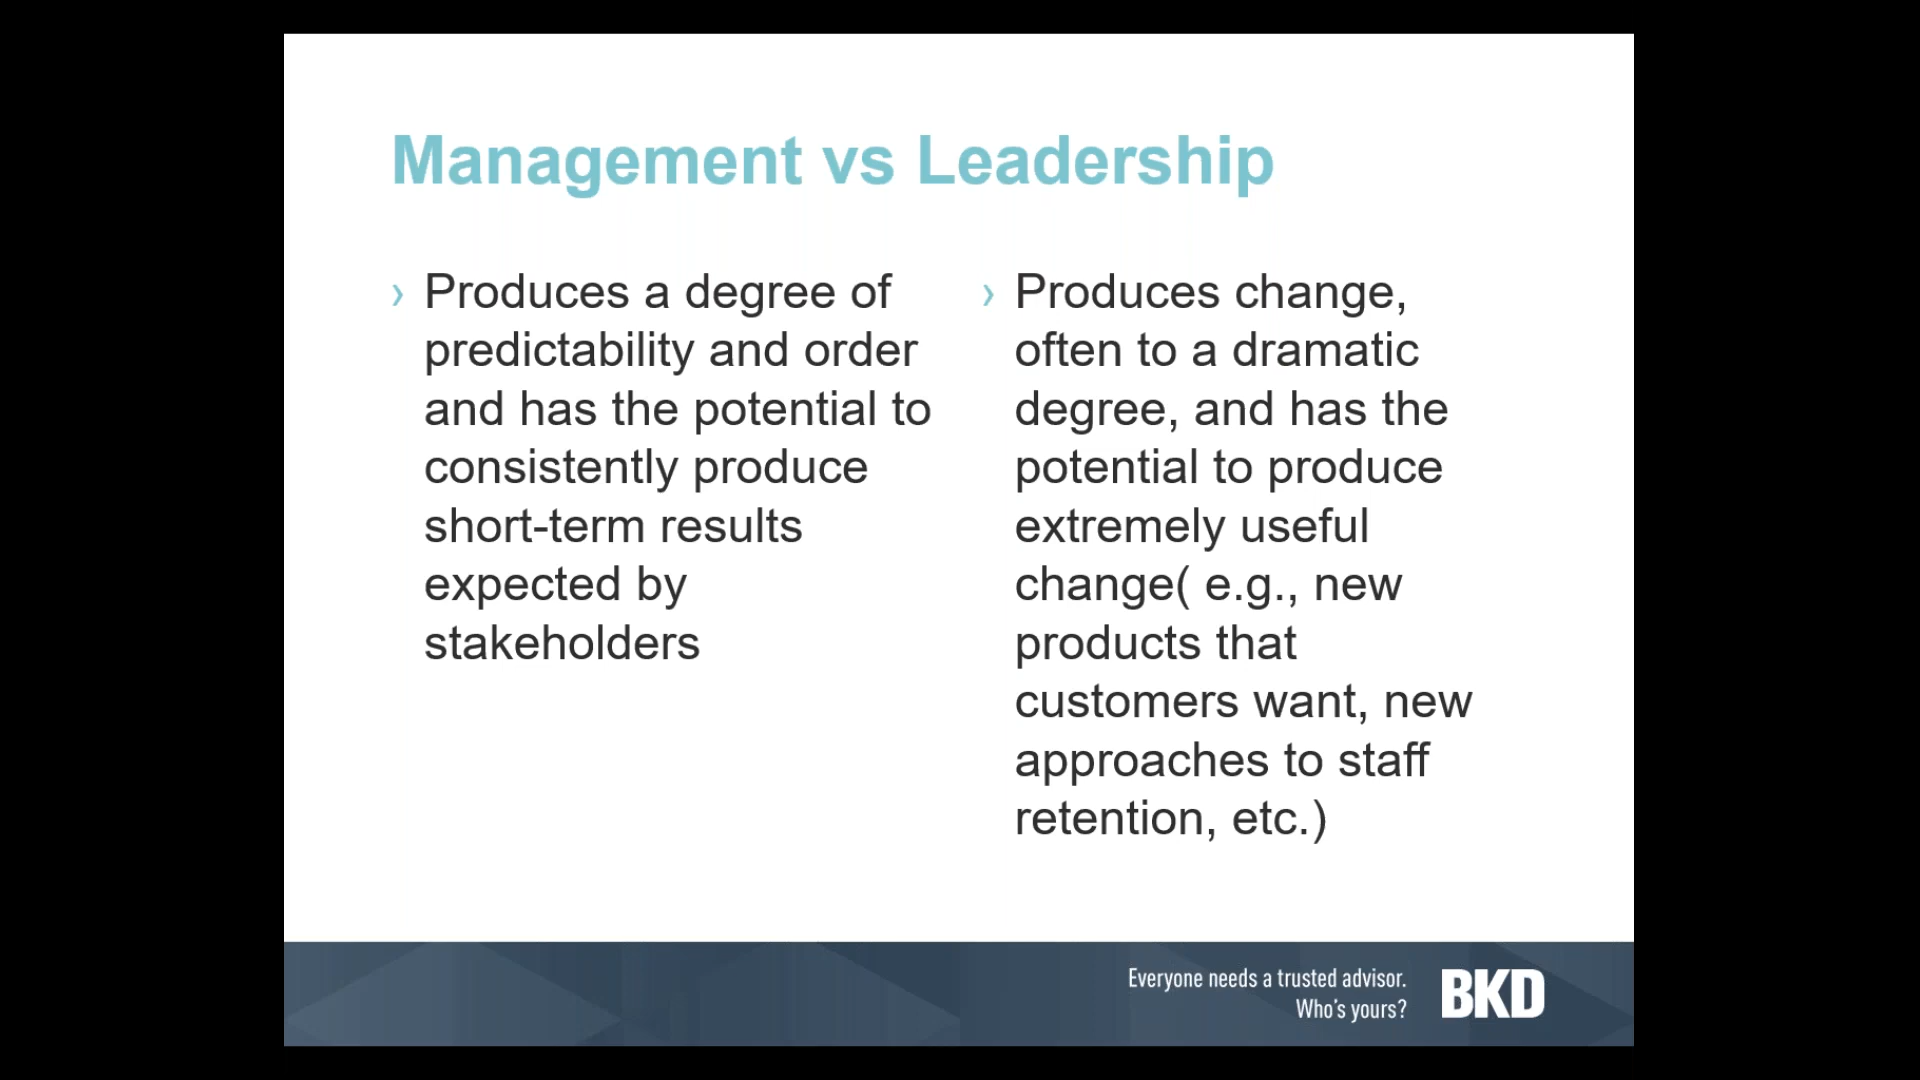 Management vs Leadership
› Produces a degree of
predictability and order
and has the potential to
consistently produce
short-term results
expected by
stakeholders
› Produces change,
often to a dramatic
degree, and has the
potential to produce
extremely useful
change( e.g., new
products that
customers want, new
approaches to staff
retention, etc.)
Everyone needs a trusted advisor.
Who's yours?
BKD